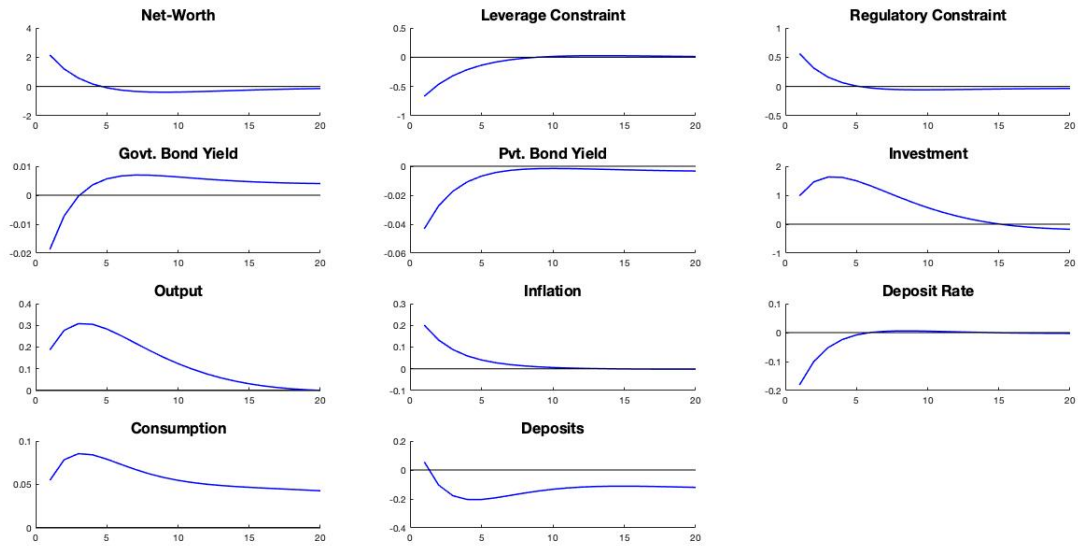 Net-Worth
4
2
0
-2
0 5 10 15 20
Leverage Constraint
0.5
0
-0.5
-1
0 5 10 15 20
Regulatory Constraint
1
0.5
0
-0.5
0 5 10 15 20
Govt. Bond Yield
0.01
0
-0.01
-0.02
0 5 10 15 20
Pvt. Bond Yield
0
-0.02
-0.04
-0.06
0 5 10 15 20
Investment
2
1
0
-1
0 5 10 15 20
Output
0.4
0.3
0.2
0.1
0
0 5 10 15 20
Inflation
0.3
0.2
0.1
0
-0.1
0 5 10 15 20
Deposit Rate
0.1
0
-0.1
-0.2
0 5 10 15 20
Consumption
0.1
0.05
0
0 5 10 15 20
Deposits
0.2
0
-0.2
-0.4
0 5 10 15 20